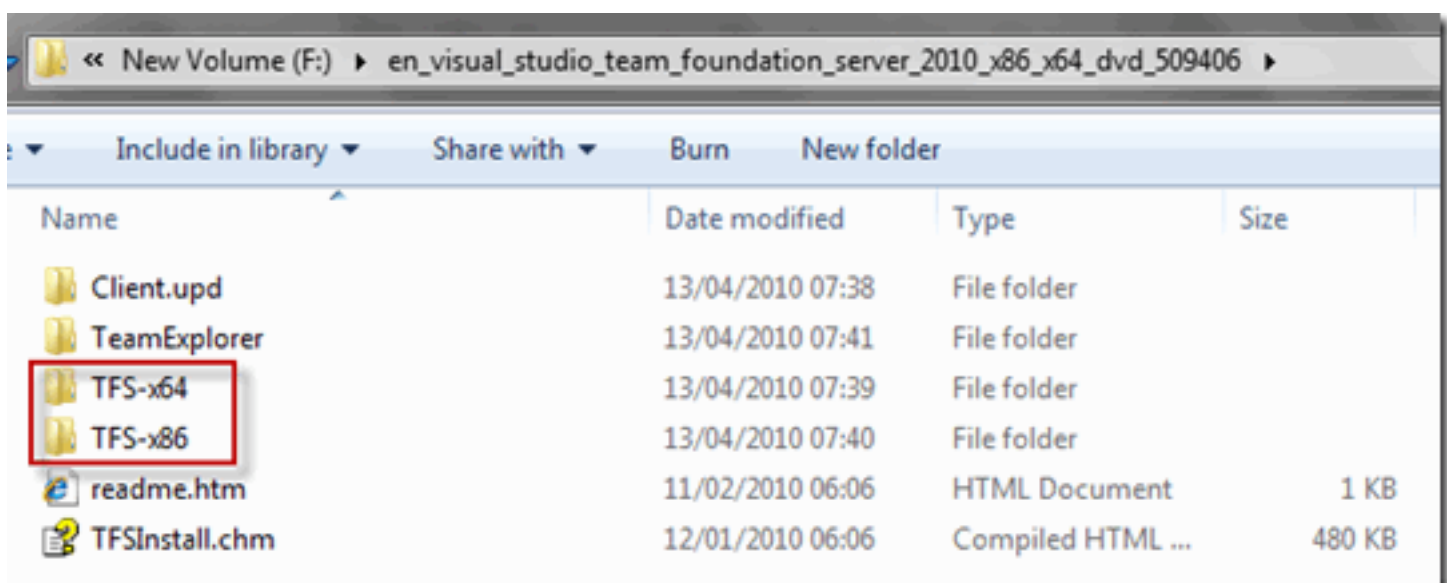 « New Volume (F:) en_visual_studio_team_foundation_server_2010_x86_x64_dvd_509406
Include in library Share with Burn New folder
Name Date modified Type Size
Client.upd 13/04/2010 07:38 File folder
TeamExplorer 13/04/2010 07:41 File folder
TFS-x64 13/04/2010 07:39 File folder
TFS-x86 13/04/2010 07:40 File folder
readme.htm 11/02/2010 06:06 HTML Document 1 KB
TFSInstall.chm 12/01/2010 06:06 Compiled HTML ... 480 KB